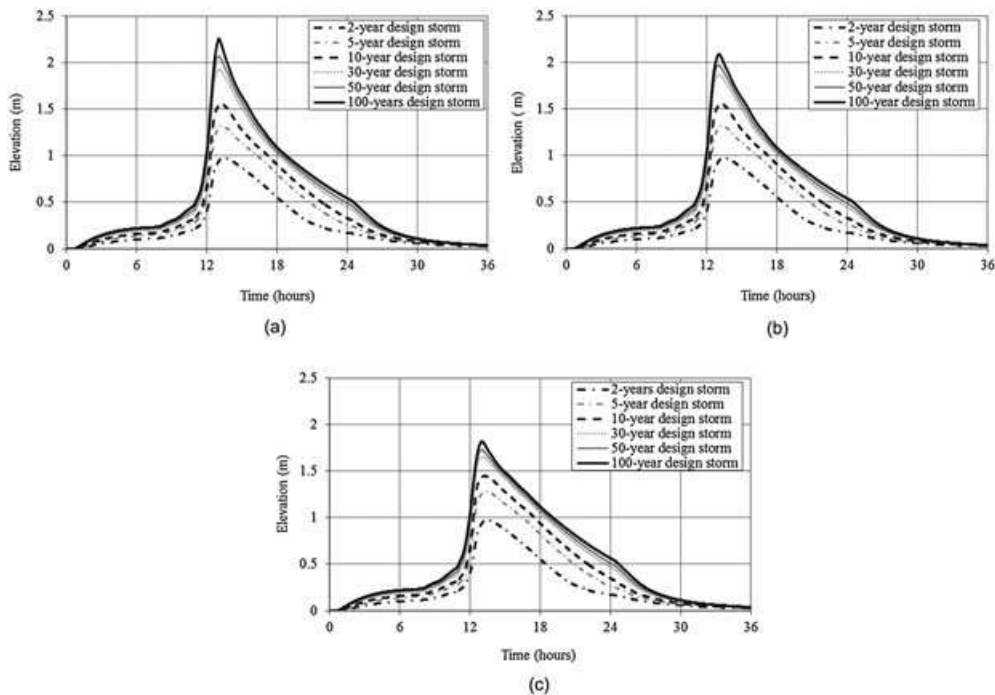 2.5
2
1.5
1
0.5
0
Elevation (m)
2-year design storm
5-year design storm
10-year design storm
30-year design storm
50-year design storm
100-years design storm
0 6 12 18 24 30 36
Time (hours)
(a)
2.5
2
1.5
1
0.5
0
Elevation ( m)
2-year design storm
5-year design storm
10-year design storm
30-year design storm
50-year design storm
100-year design storm
0 6 12 18 24 30 36
Time (hours)
(b)
2.5
2
1.5
1
0.5
0
Elevation (m)
2-years design storm
5-year design storm
10-year design storm
30-year design storm
50-year design storm
100-year design storm
0 6 12 18 24 30 36
Time (hours)
(c)